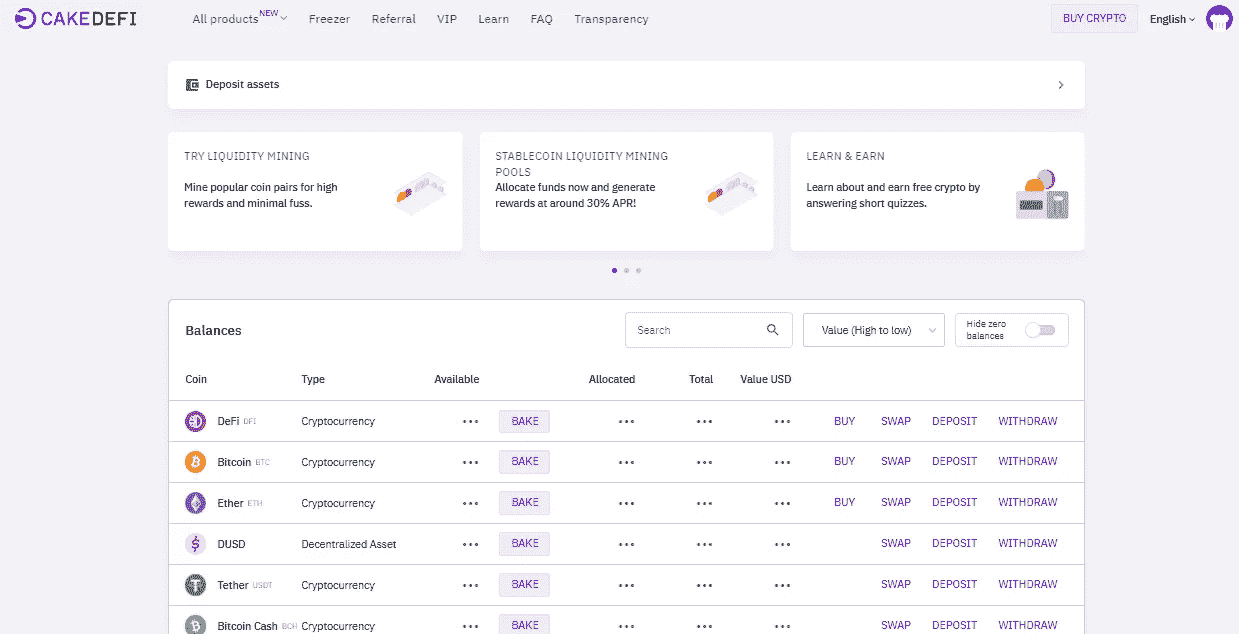 CAKEDEFI All products NEW Freezer Referral VIP Learn FAQ Transparency BUY CRYPTO English
Deposit assets
TRY LIQUIDITY MINING
Mine popular coin pairs for high
rewards and minimal fuss.
STABLECOIN LIQUIDITY MINING
POOLS
Allocate funds now and generate
rewards at around 30% APR!
LEARN & EARN
Learn about and earn free crypto by
answering short quizzes.
Balances Search Value (High to low) Hide zero
balances
Coin Type Available Allocated Total Value USD
DeFi DFI Cryptocurrency ••• BAKE ••• ••• ••• BUY SWAP DEPOSIT WITHDRAW
Bitcoin BTC Cryptocurrency ••• BAKE ••• ••• ••• BUY SWAP DEPOSIT WITHDRAW
Ether ETH Cryptocurrency ••• BAKE ••• ••• ••• BUY SWAP DEPOSIT WITHDRAW
DUSD Decentralized Asset ••• BAKE ••• ••• ••• SWAP DEPOSIT WITHDRAW
Tether USDT Cryptocurrency ••• BAKE ••• ••• ••• SWAP DEPOSIT WITHDRAW
Bitcoin Cash BCH Cryptocurrency ••• BAKE ••• ••• ••• SWAP DEPOSIT WITHDRAW